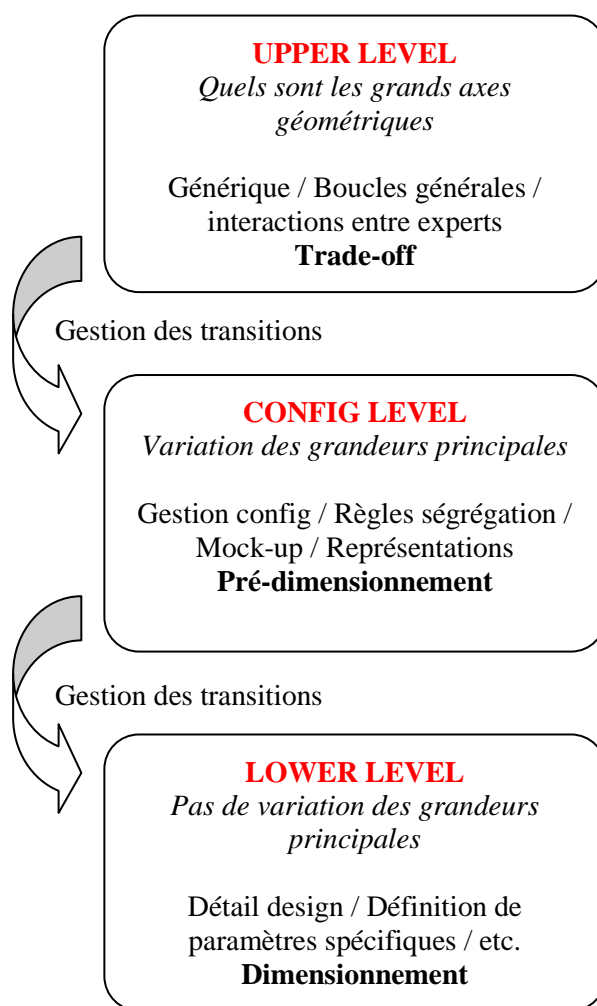 UPPER LEVEL
Quels sont les grands axes
géométriques
Générique / Boucles générales /
interactions entre experts
Trade-off
Gestion des transitions
CONFIG LEVEL
Variation des grandeurs principales
Gestion config / Règles ségrégation /
Mock-up / Représentations
Pré-dimensionnement
Gestion des transitions
LOWER LEVEL
Pas de variation des grandeurs
principales
Détail design / Définition de
paramètres spécifiques / etc.
Dimensionnement